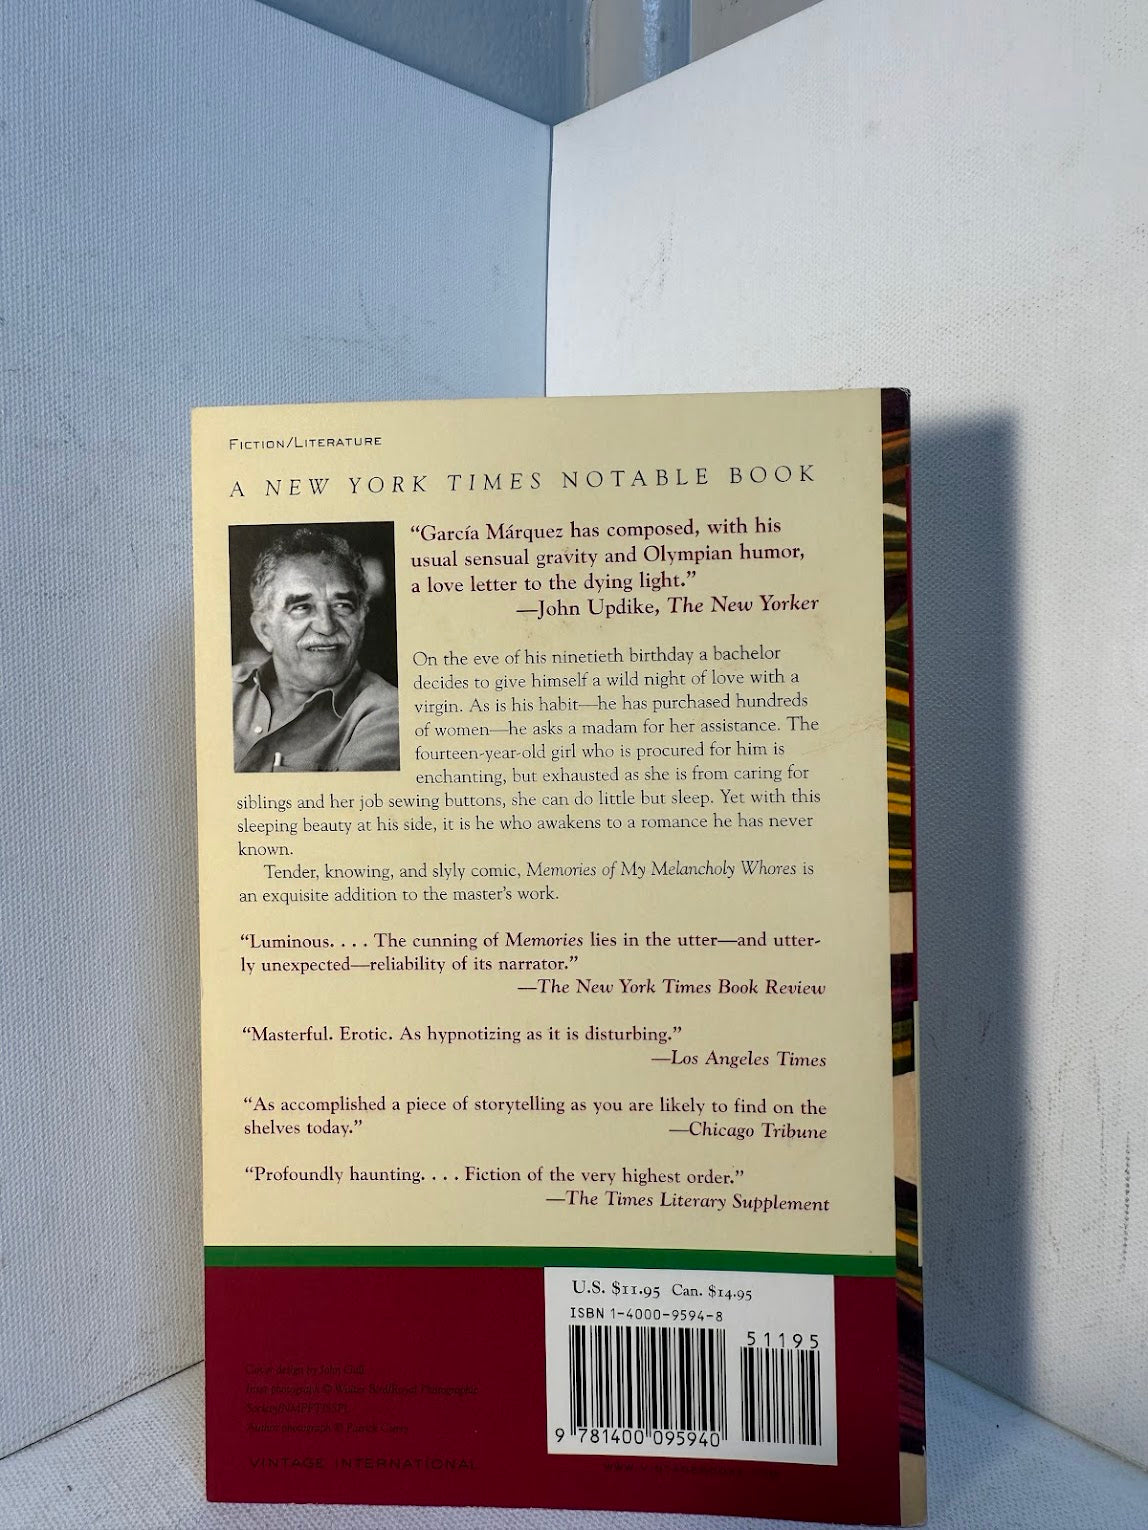 FICTION/LITERATURE
A NEW YORK TIMES NOTABLE BOOK
“García Márquez has composed, with his
usual sensual gravity and Olympian humor,
a love letter to the dying light.”
—John Updike, The New Yorker
On the eve of his ninetieth birthday a bachelor
decides to give himself a wild night of love with a
virgin. As is his habit—he has purchased hundreds
of women—he asks a madam for her assistance. The
fourteen-year-old girl who is procured for him is
enchanting, but exhausted as she is from caring for
siblings and her job sewing buttons, she can do little but sleep. Yet with this
sleeping beauty at his side, it is he who awakens to a romance he has never
known.
Tender, knowing, and slyly comic, Memories of My Melancholy Whores is
an exquisite addition to the master’s work.
“Luminous. . . . The cunning of Memories lies in the utter—and utter-
ly unexpected—reliability of its narrator.”
—The New York Times Book Review
“Masterful. Erotic. As hypnotizing as it is disturbing.”
—Los Angeles Times
“As accomplished a piece of storytelling as you are likely to find on the
shelves today.” —Chicago Tribune
“Profoundly haunting. . . . Fiction of the very highest order.”
—The Times Literary Supplement
U.S. $11.95 Can. $14.95
ISBN 1-4000-9594-8
51195
9 781400 095940
Cover design by John Gall
Author photograph ©
VINTAGE INTERNATIONAL